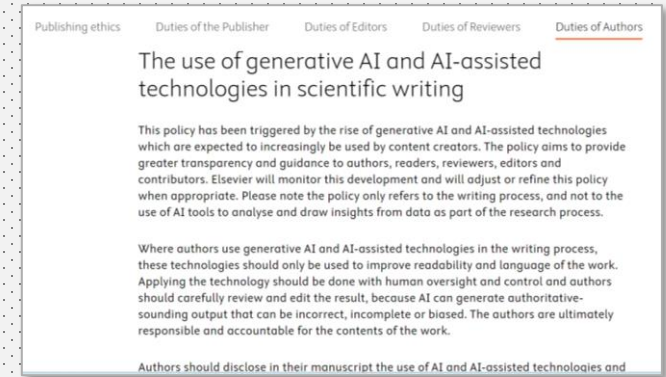 Publishing ethics Duties of the Publisher Duties of Editors Duties of Reviewers Duties of Authors
The use of generative AI and AI-assisted
technologies in scientific writing
This policy has been triggered by the rise of generative AI and AI-assisted technologies
which are expected to increasingly be used by content creators. The policy aims to provide
greater transparency and guidance to authors, readers, reviewers, editors and
contributors. Elsevier will monitor this development and will adjust or refine this policy
when appropriate. Please note the policy only refers to the writing process, and not to the
use of AI tools to analyse and draw insights from data as part of the research process.
Where authors use generative AI and AI-assisted technologies in the writing process,
these technologies should only be used to improve readability and language of the work.
Applying the technology should be done with human oversight and control and authors
should carefully review and edit the result, because AI can generate authoritative-
sounding output that can be incorrect, incomplete or biased. The authors are ultimately
responsible and accountable for the contents of the work.
Authors should disclose in their manuscript the use of AI and AI-assisted technologies and